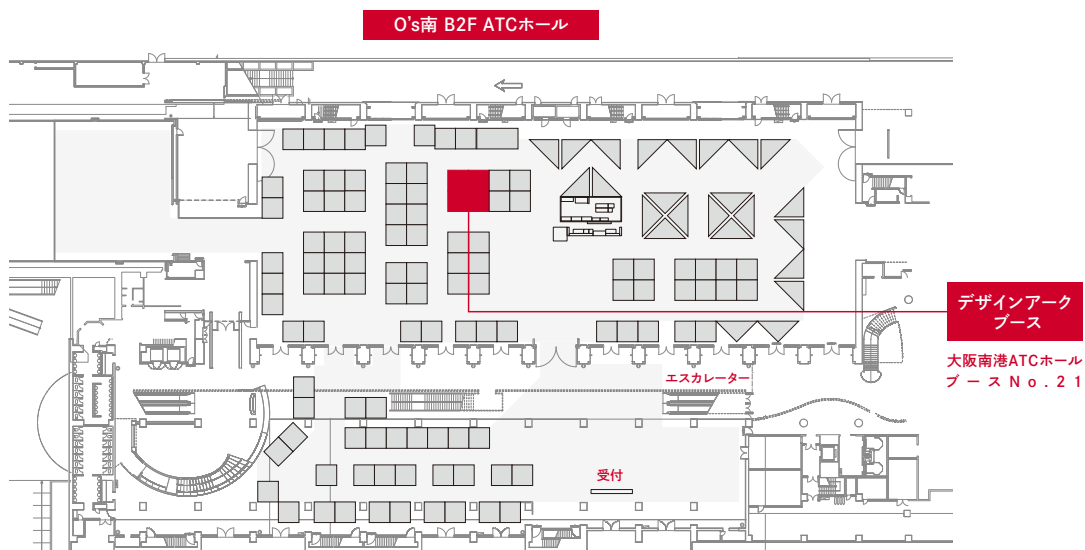 O's南 B2F ATCホール
デザインアーク
ブース
大阪南港ATCホール
ブースNo.21
エスカレーター
受付